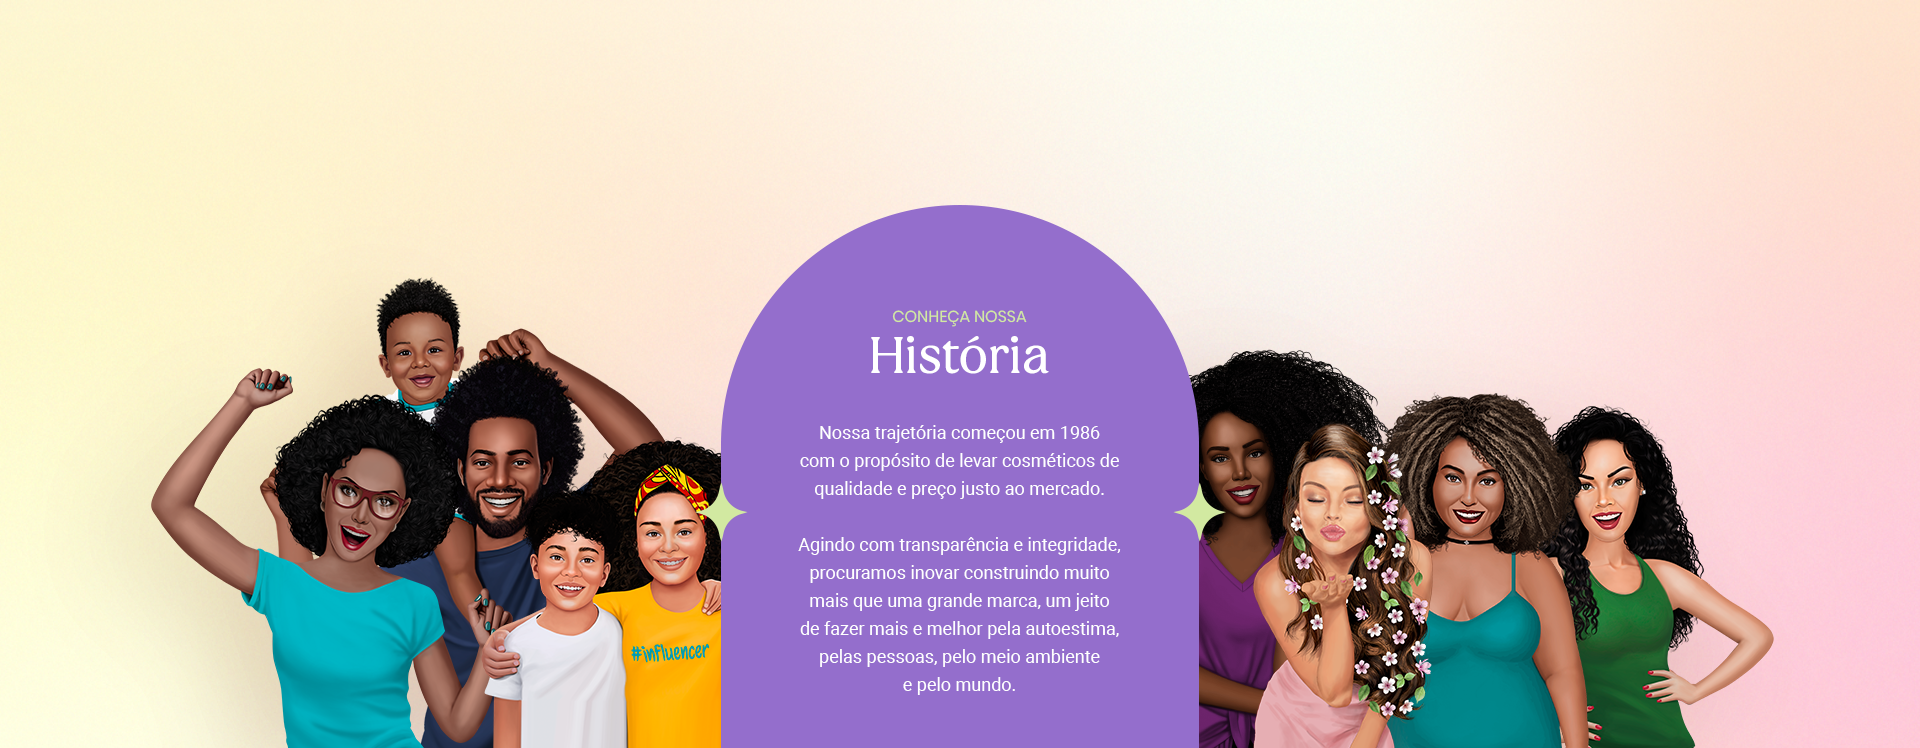 CONHEÇA NOSSA
História
Nossa trajetória começou em 1986
com o propósito de levar cosméticos de
qualidade e preço justo ao mercado.
Agindo com transparência e integridade,
procuramos inovar construindo muito
mais que uma grande marca, um jeito
de fazer mais e melhor pela autoestima,
pelas pessoas, pelo meio ambiente
e pelo mundo.
#influencer